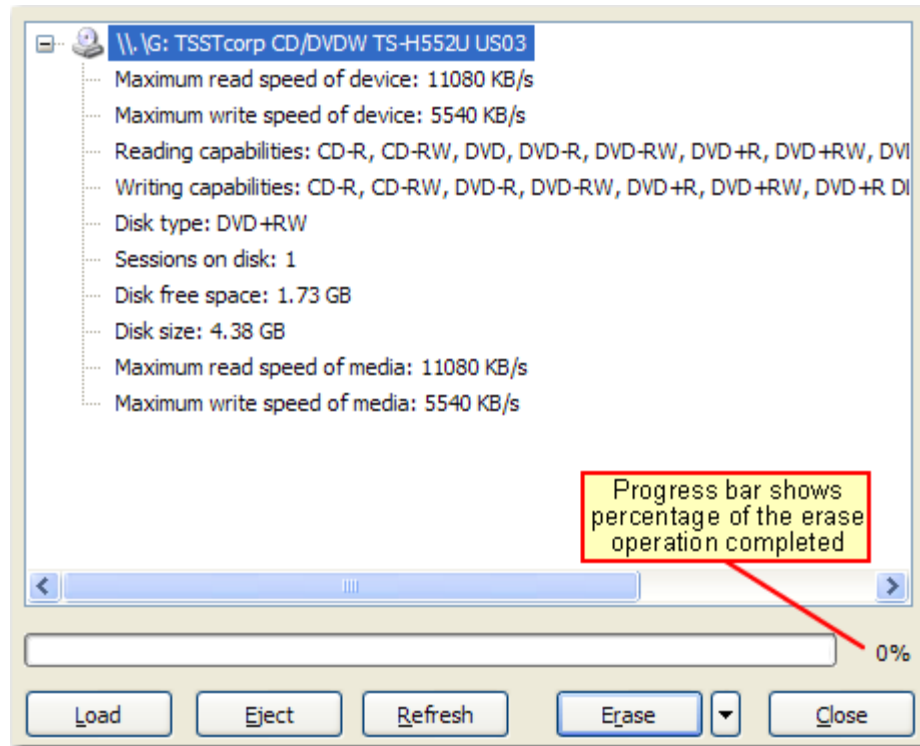 \\.\G: TSSTcorp CD/DVDW TS-H552U US03
Maximum read speed of device: 11080 KB/s
Maximum write speed of device: 5540 KB/s
Reading capabilities: CD-R, CD-RW, DVD, DVD-R, DVD-RW, DVD+R, DVD+RW,
Writing capabilities: CD-R, CD-RW, DVD-R, DVD-RW, DVD+R, DVD+RW, DVD+R
Disk type: DVD+RW
Sessions on disk: 1
Disk free space: 1.73 GB
Disk size: 4.38 GB
Maximum read speed of media: 11080 KB/s
Maximum write speed of media: 5540 KB/s
Progress bar shows
percentage of the erase
operation completed
0%
Load Eject Refresh Erase Close